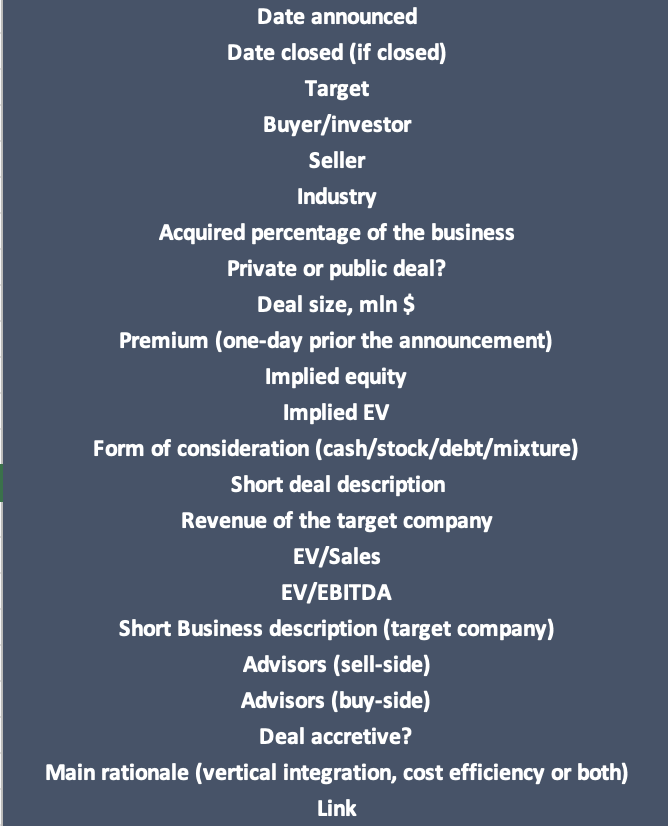 Date announced
Date closed (if closed)
Target
Buyer/investor
Seller
Industry
Acquired percentage of the business
Private or public deal?
Deal size, mln $
Premium (one-day prior the announcement)
Implied equity
Implied EV
Form of consideration (cash/stock/debt/mixture)
Short deal description
Revenue of the target company
EV/Sales
EV/EBITDA
Short Business description (target company)
Advisors (sell-side)
Advisors (buy-side)
Deal accretive?
Main rationale (vertical integration, cost efficiency or both)
Link